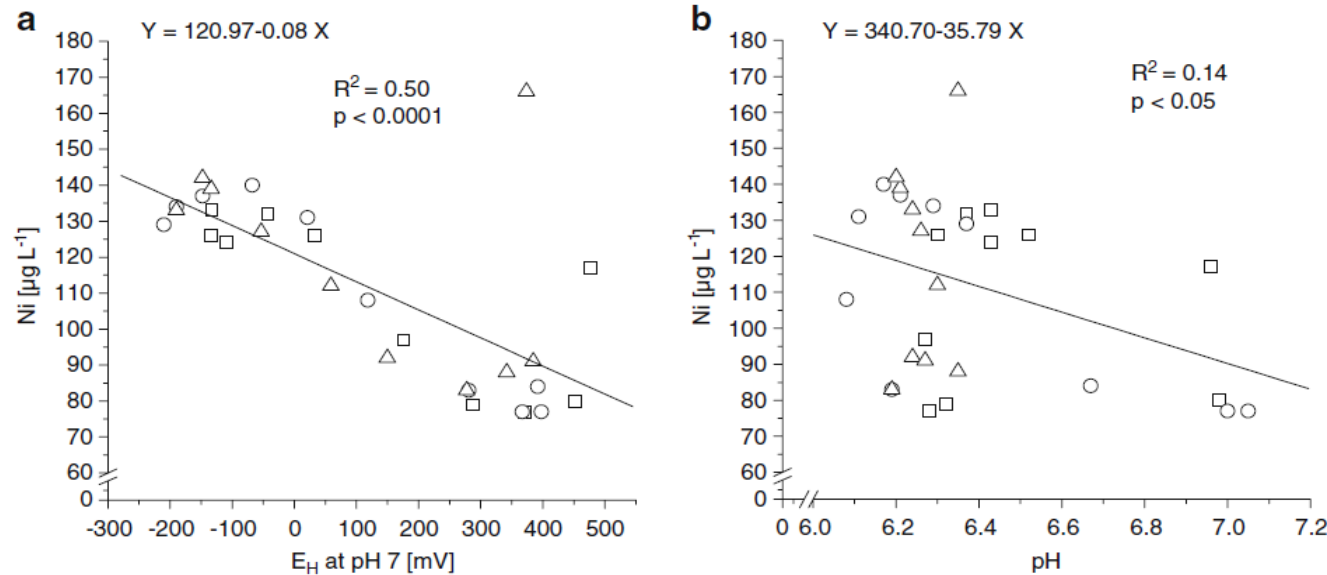 a
Y = 120.97-0.08 X
R² = 0.50
p < 0.0001
180
170
160
150
140
130
120
110
100
90
80
70
60
0
Ni [µg L⁻¹]
-300 -200 -100 0 100 200 300 400 500
E_H at pH 7 [mV]
b
Y = 340.70-35.79 X
R² = 0.14
p < 0.05
180
170
160
150
140
130
120
110
100
90
80
70
60
0
Ni [µg L⁻¹]
0 6.0 6.2 6.4 6.6 6.8 7.0 7.2
pH